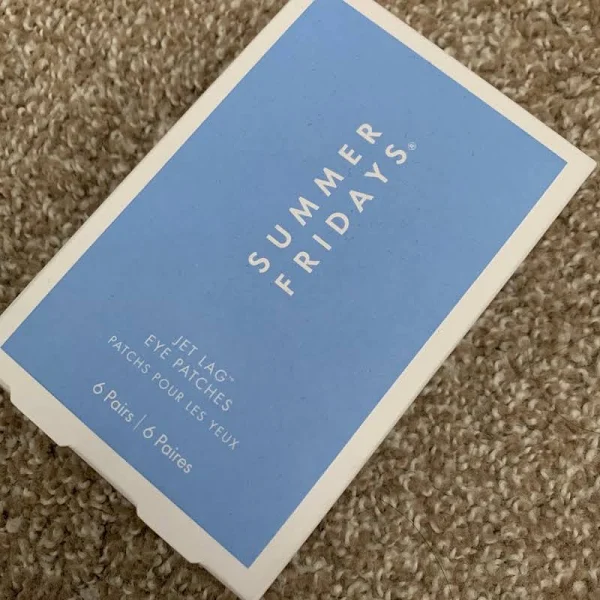 SUMMER
FRIDAYS®
JET LAG™
EYE PATCHES
PATCHS POUR LES YEUX
6 Pairs | 6 Paires